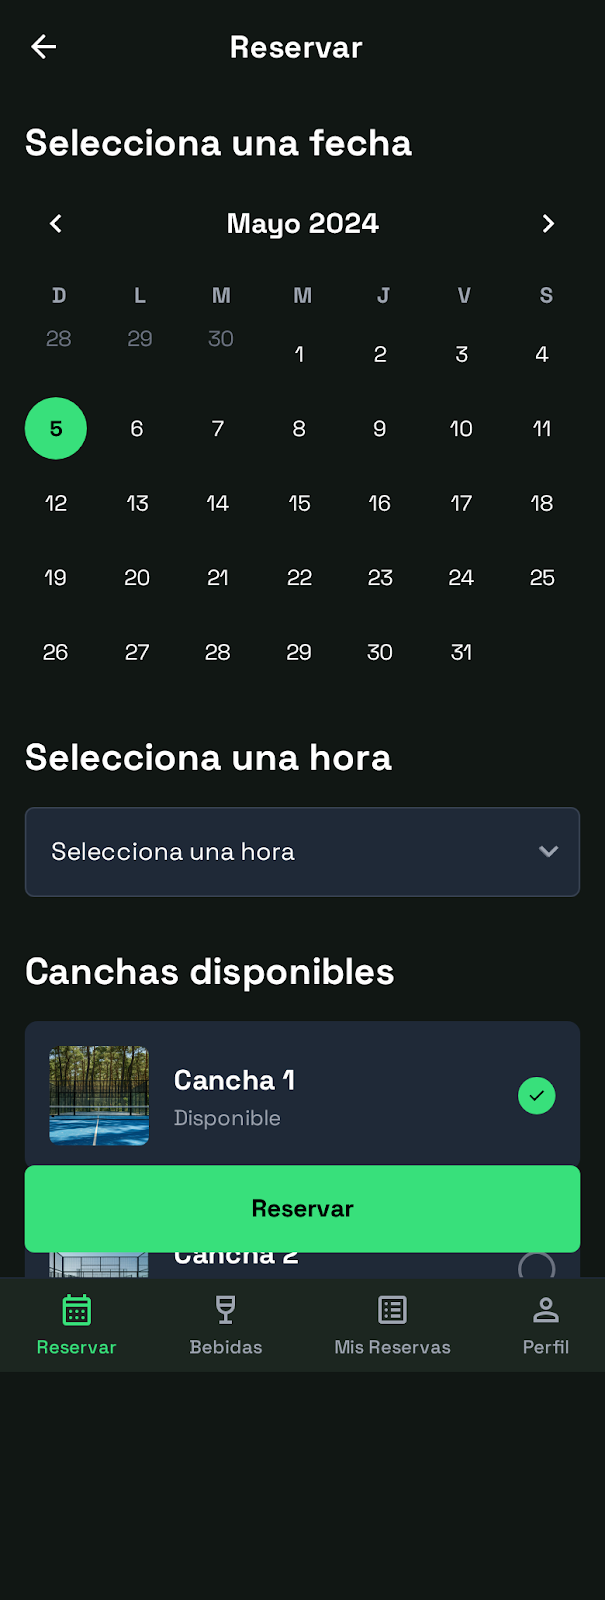 Reservar
Selecciona una fecha
Mayo 2024
D L M M J V S
28 29 30 1 2 3 4
5 6 7 8 9 10 11
12 13 14 15 16 17 18
19 20 21 22 23 24 25
26 27 28 29 30 31
Selecciona una hora
Selecciona una hora
Canchas disponibles
Cancha 1
Disponible
Reservar
Cancha 2
Reservar Bebidas Mis Reservas Perfil